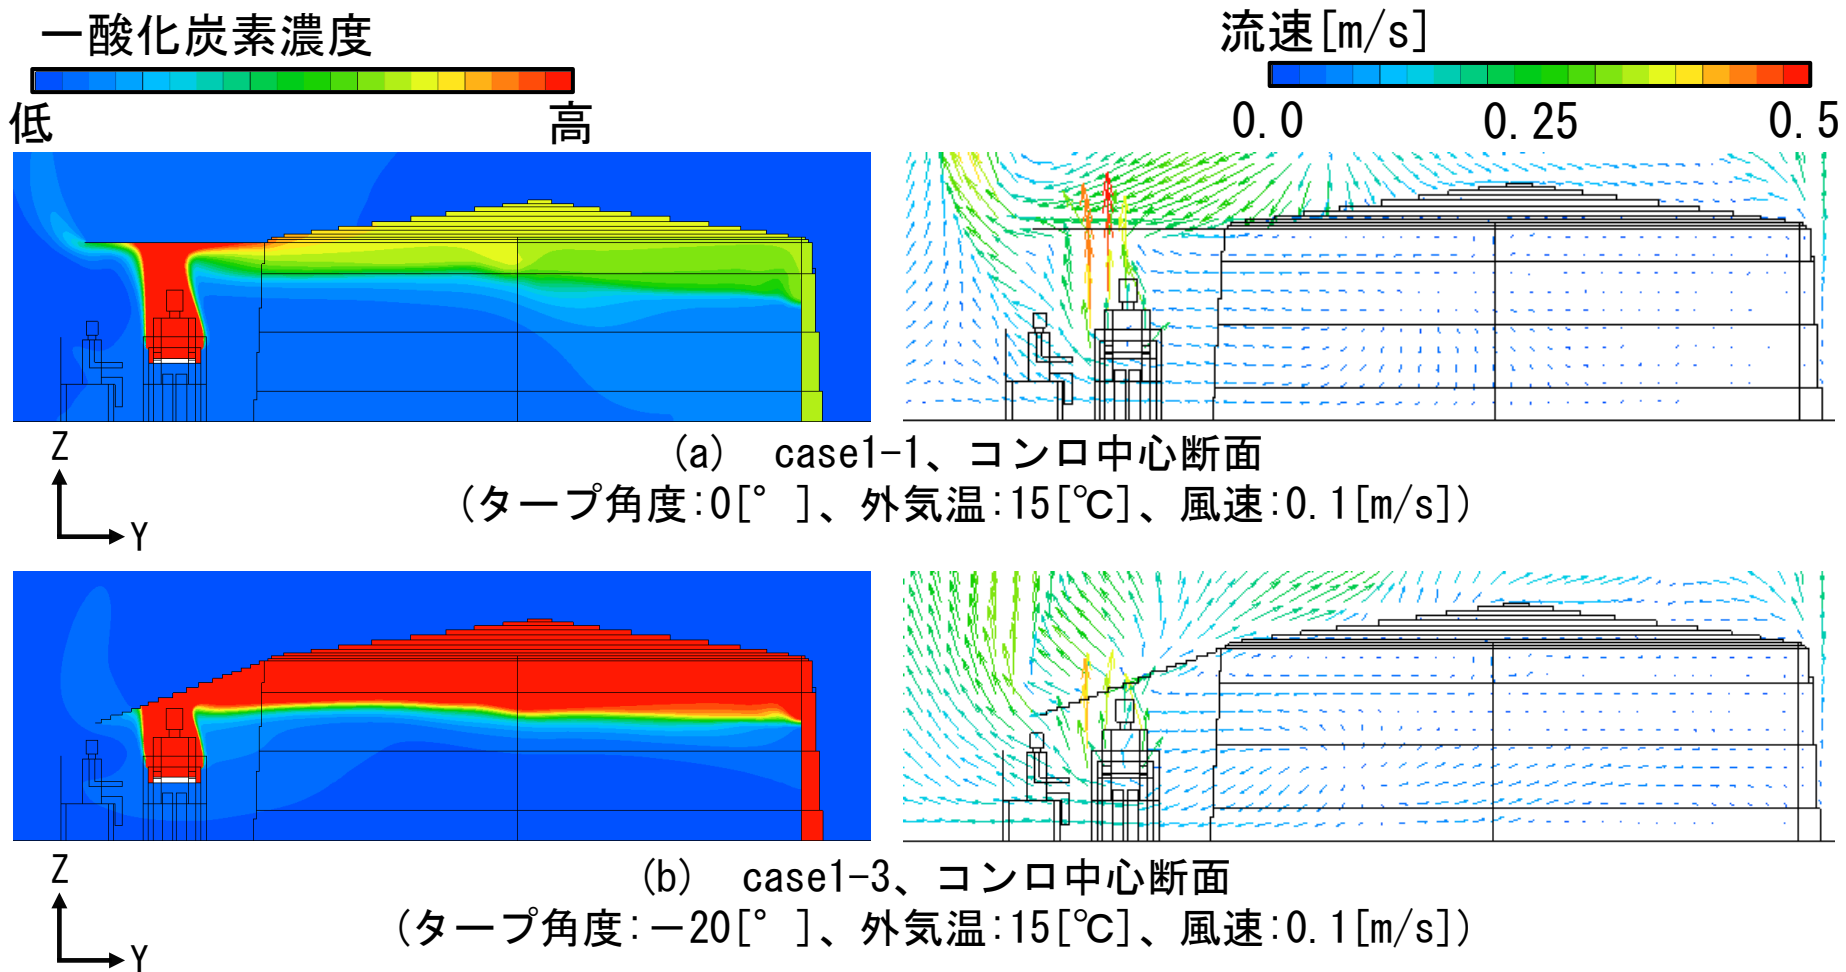 一酸化炭素濃度
低 高
流速[m/s]
0.0 0.25 0.5
(a) case1-1、コンロ中心断面
(タープ角度:0[° ]、外気温:15[℃]、風速:0.1[m/s])
Z
Y
(b) case1-3、コンロ中心断面
(タープ角度:－20[° ]、外気温:15[℃]、風速:0.1[m/s])
Z
Y